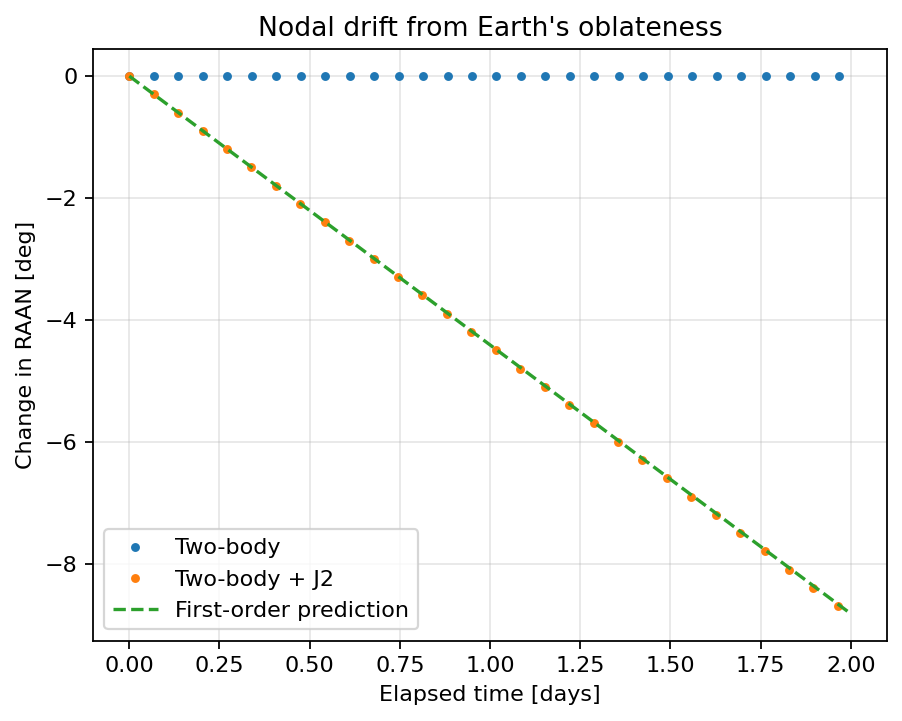 Nodal drift from Earth's oblateness
Change in RAAN [deg]
0
−2
−4
−6
−8
Two-body
Two-body + J2
First-order prediction
0.00 0.25 0.50 0.75 1.00 1.25 1.50 1.75 2.00
Elapsed time [days]